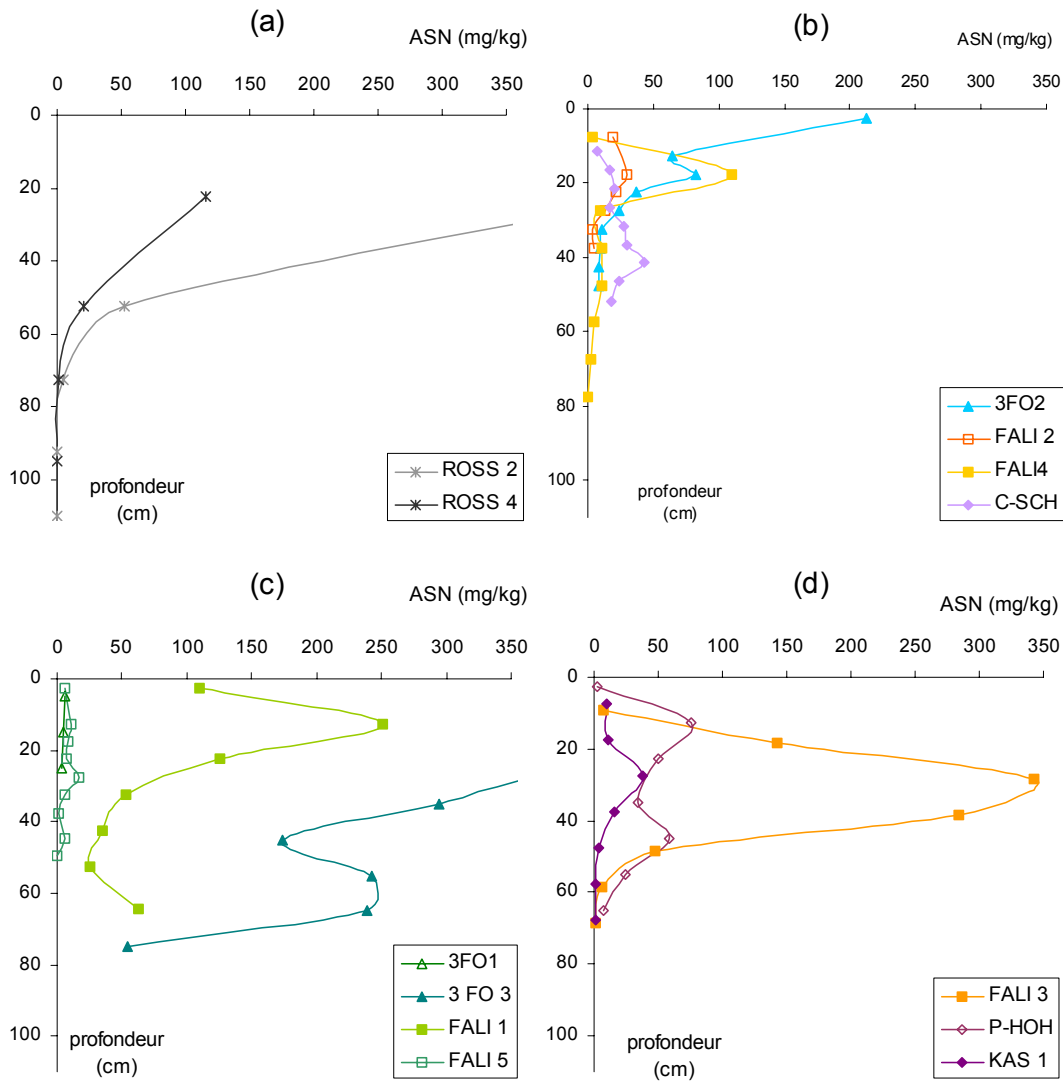 (a)
ASN (mg/kg)
0 50 100 150 200 250 300 350
0
20
40
60
80
100
profondeur
(cm)
ROSS 2
ROSS 4
(b)
ASN (mg/kg)
0 50 100 150 200 250 300 350
0
20
40
60
80
100
profondeur
(cm)
3FO2
FALI 2
FALI4
C-SCH
(c)
ASN (mg/kg)
0 50 100 150 200 250 300 350
0
20
40
60
80
100
profondeur
(cm)
3FO1
3 FO 3
FALI 1
FALI 5
(d)
ASN (mg/kg)
0 50 100 150 200 250 300 350
0
20
40
60
80
100
profondeur
(cm)
FALI 3
P-HOH
KAS 1